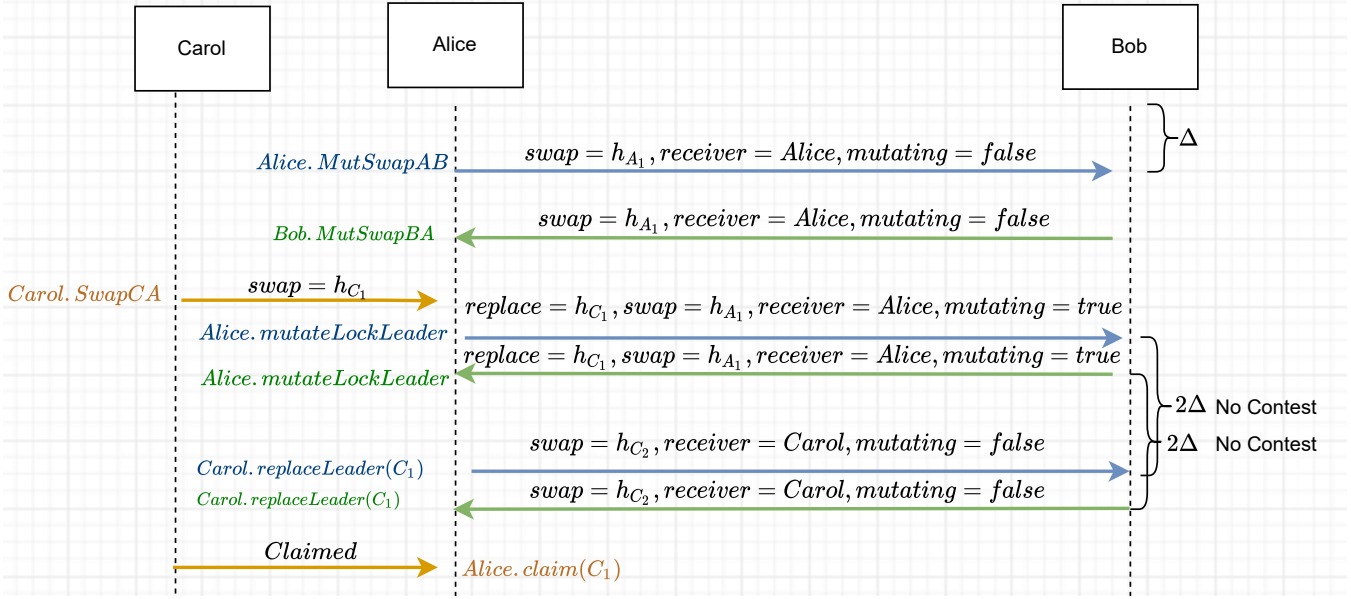 Carol
Alice
Bob
Δ
Alice.MutSwapAB
swap = h_{A_1}, receiver = Alice, mutating = false
Bob.MutSwapBA
swap = h_{A_1}, receiver = Alice, mutating = false
Carol.SwapCA
swap = h_{C_1}
Alice.mutateLockLeader
replace = h_{C_1}, swap = h_{A_1}, receiver = Alice, mutating = true
Alice.mutateLockLeader
replace = h_{C_1}, swap = h_{A_1}, receiver = Alice, mutating = true
2Δ No Contest
2Δ No Contest
Carol.replaceLeader(C_1)
swap = h_{C_2}, receiver = Carol, mutating = false
Carol.replaceLeader(C_1)
swap = h_{C_2}, receiver = Carol, mutating = false
Claimed
Alice.claim(C_1)